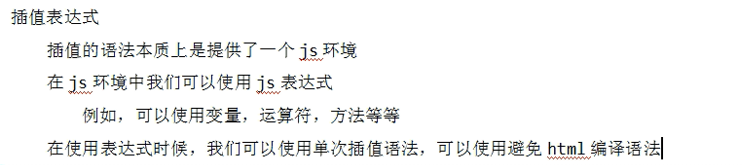 插值表达式
插值的语法本质上是提供了一个 js 环境
在 js 环境中我们可以使用 js 表达式
例如，可以使用变量，运算符，方法等等
在使用表达式时候，我们可以使用单次插值语法，可以使用避免 html 编译语法